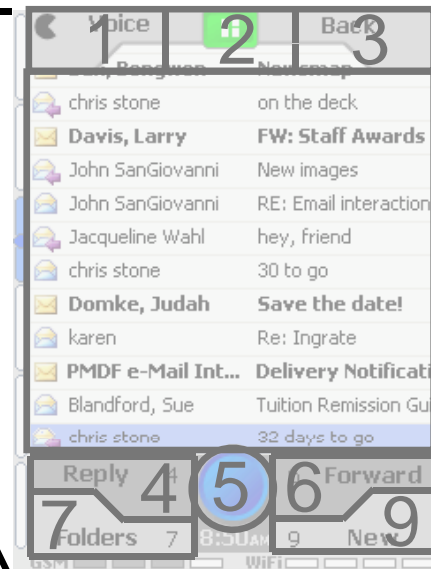 Voice Back
1 2 3
chris stone on the deck
Davis, Larry FW: Staff Awards
John SanGiovanni New images
John SanGiovanni RE: Email interaction
Jacqueline Wahl hey, friend
chris stone 30 to go
Domke, Judah Save the date!
karen Re: Ingrate
PMDF e-Mail Int... Delivery Notificati
Blandford, Sue Tuition Remission Gui
chris stone 32 days to go
Reply 4 5 6 Forward
7 9
Folders 7 8:50AM 9 New
GSM WiFi